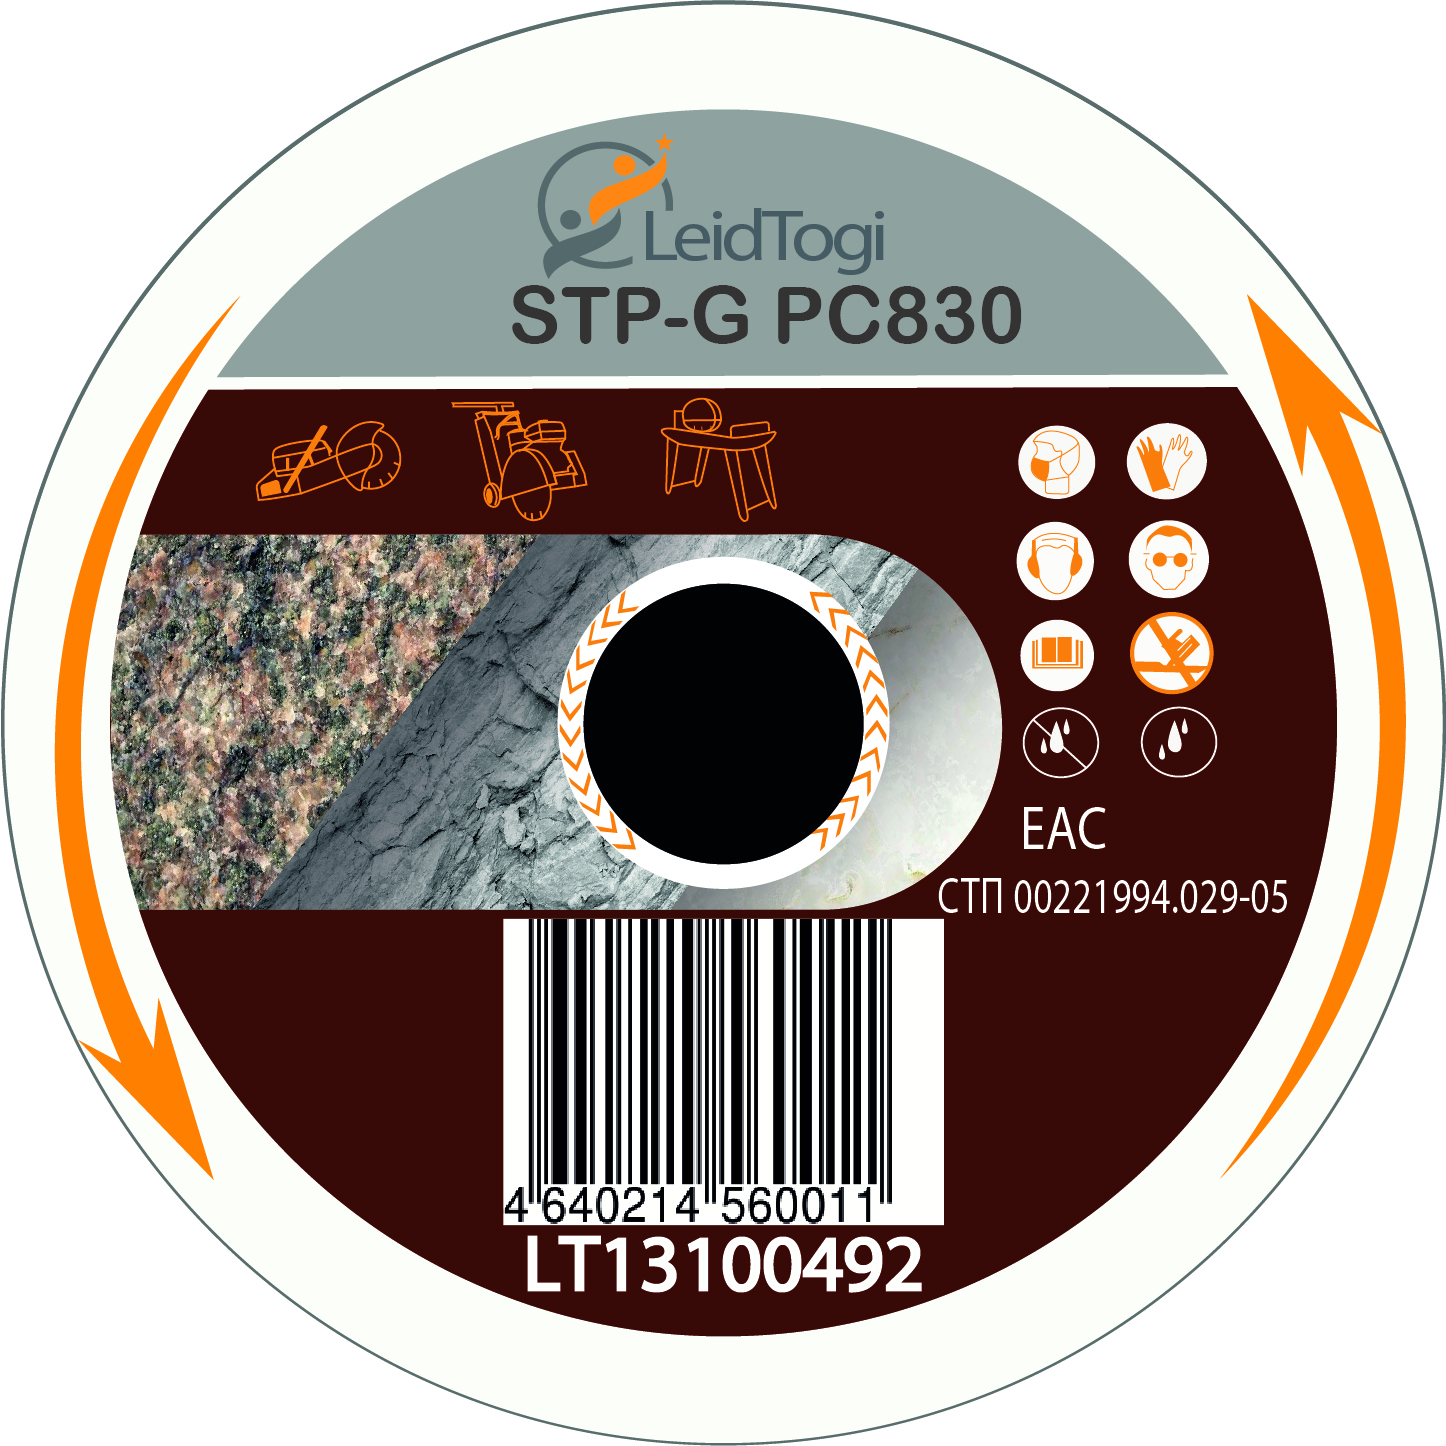 LeidTogi
STP-G PC830
EAC
СТП 00221994.029-05
4 640214 560011
LT13100492